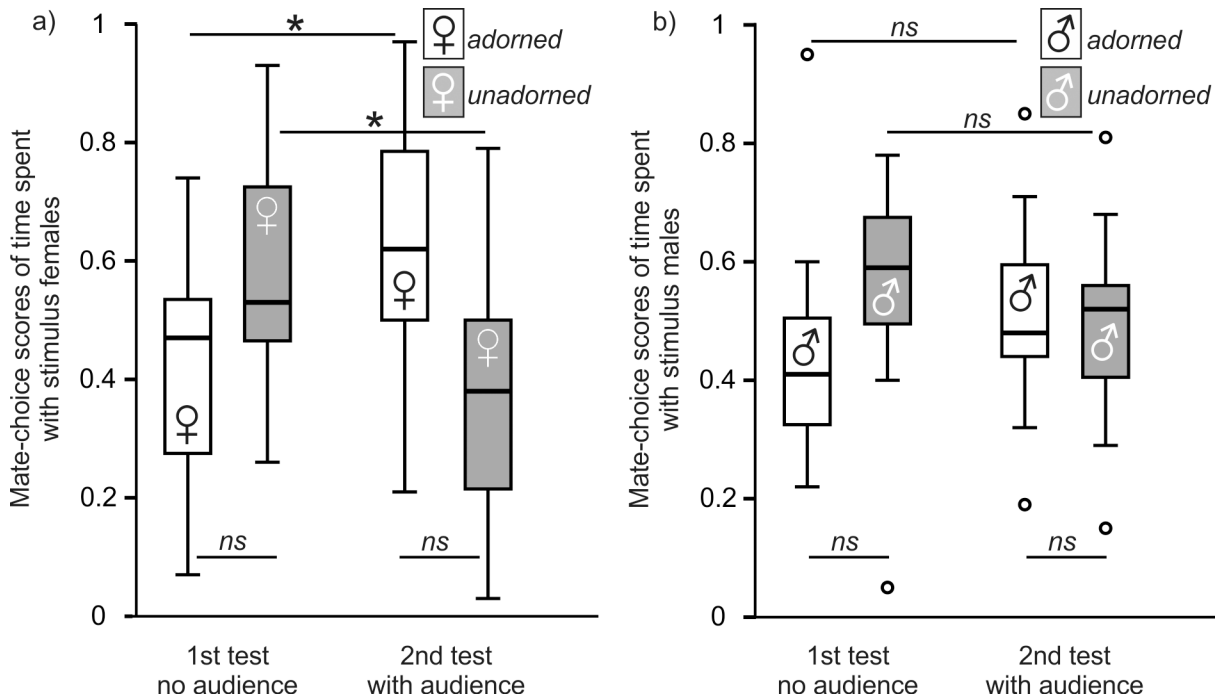 a)
Mate-choice scores of time spent
with stimulus females
1
0.8
0.6
0.4
0.2
0
*
*
♀ adorned
♀ unadorned
♀
♀
♀
♀
ns
ns
1st test
no audience
2nd test
with audience
b)
Mate-choice scores of time spent
with stimulus males
1
0.8
0.6
0.4
0.2
0
ns
ns
♂ adorned
♂ unadorned
♂
♂
♂
♂
ns
ns
1st test
no audience
2nd test
with audience